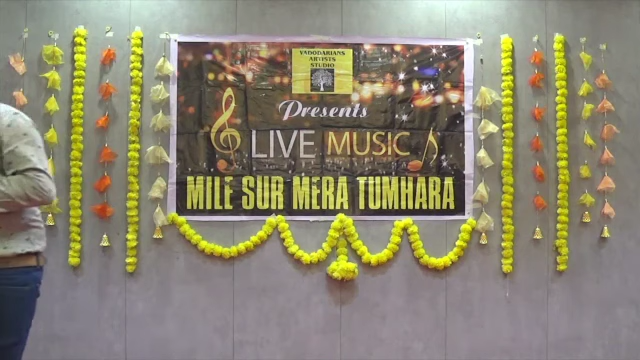 VADODARIANS
ARTISTS
STUDIO
Presents
LIVE MUSIC
MILE SUR MERA TUMHARA